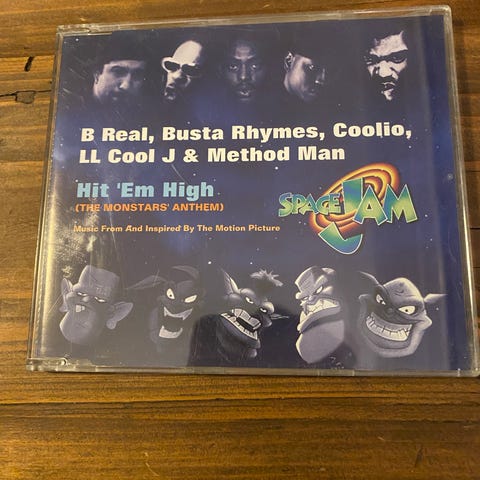 B Real, Busta Rhymes, Coolio,
LL Cool J & Method Man
Hit 'Em High
(THE MONSTARS' ANTHEM)
SPACE JAM
Music From And Inspired By The Motion Picture